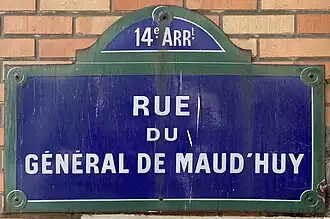 14e ARRt
RUE
DU
GÉNÉRAL DE MAUD'HUY